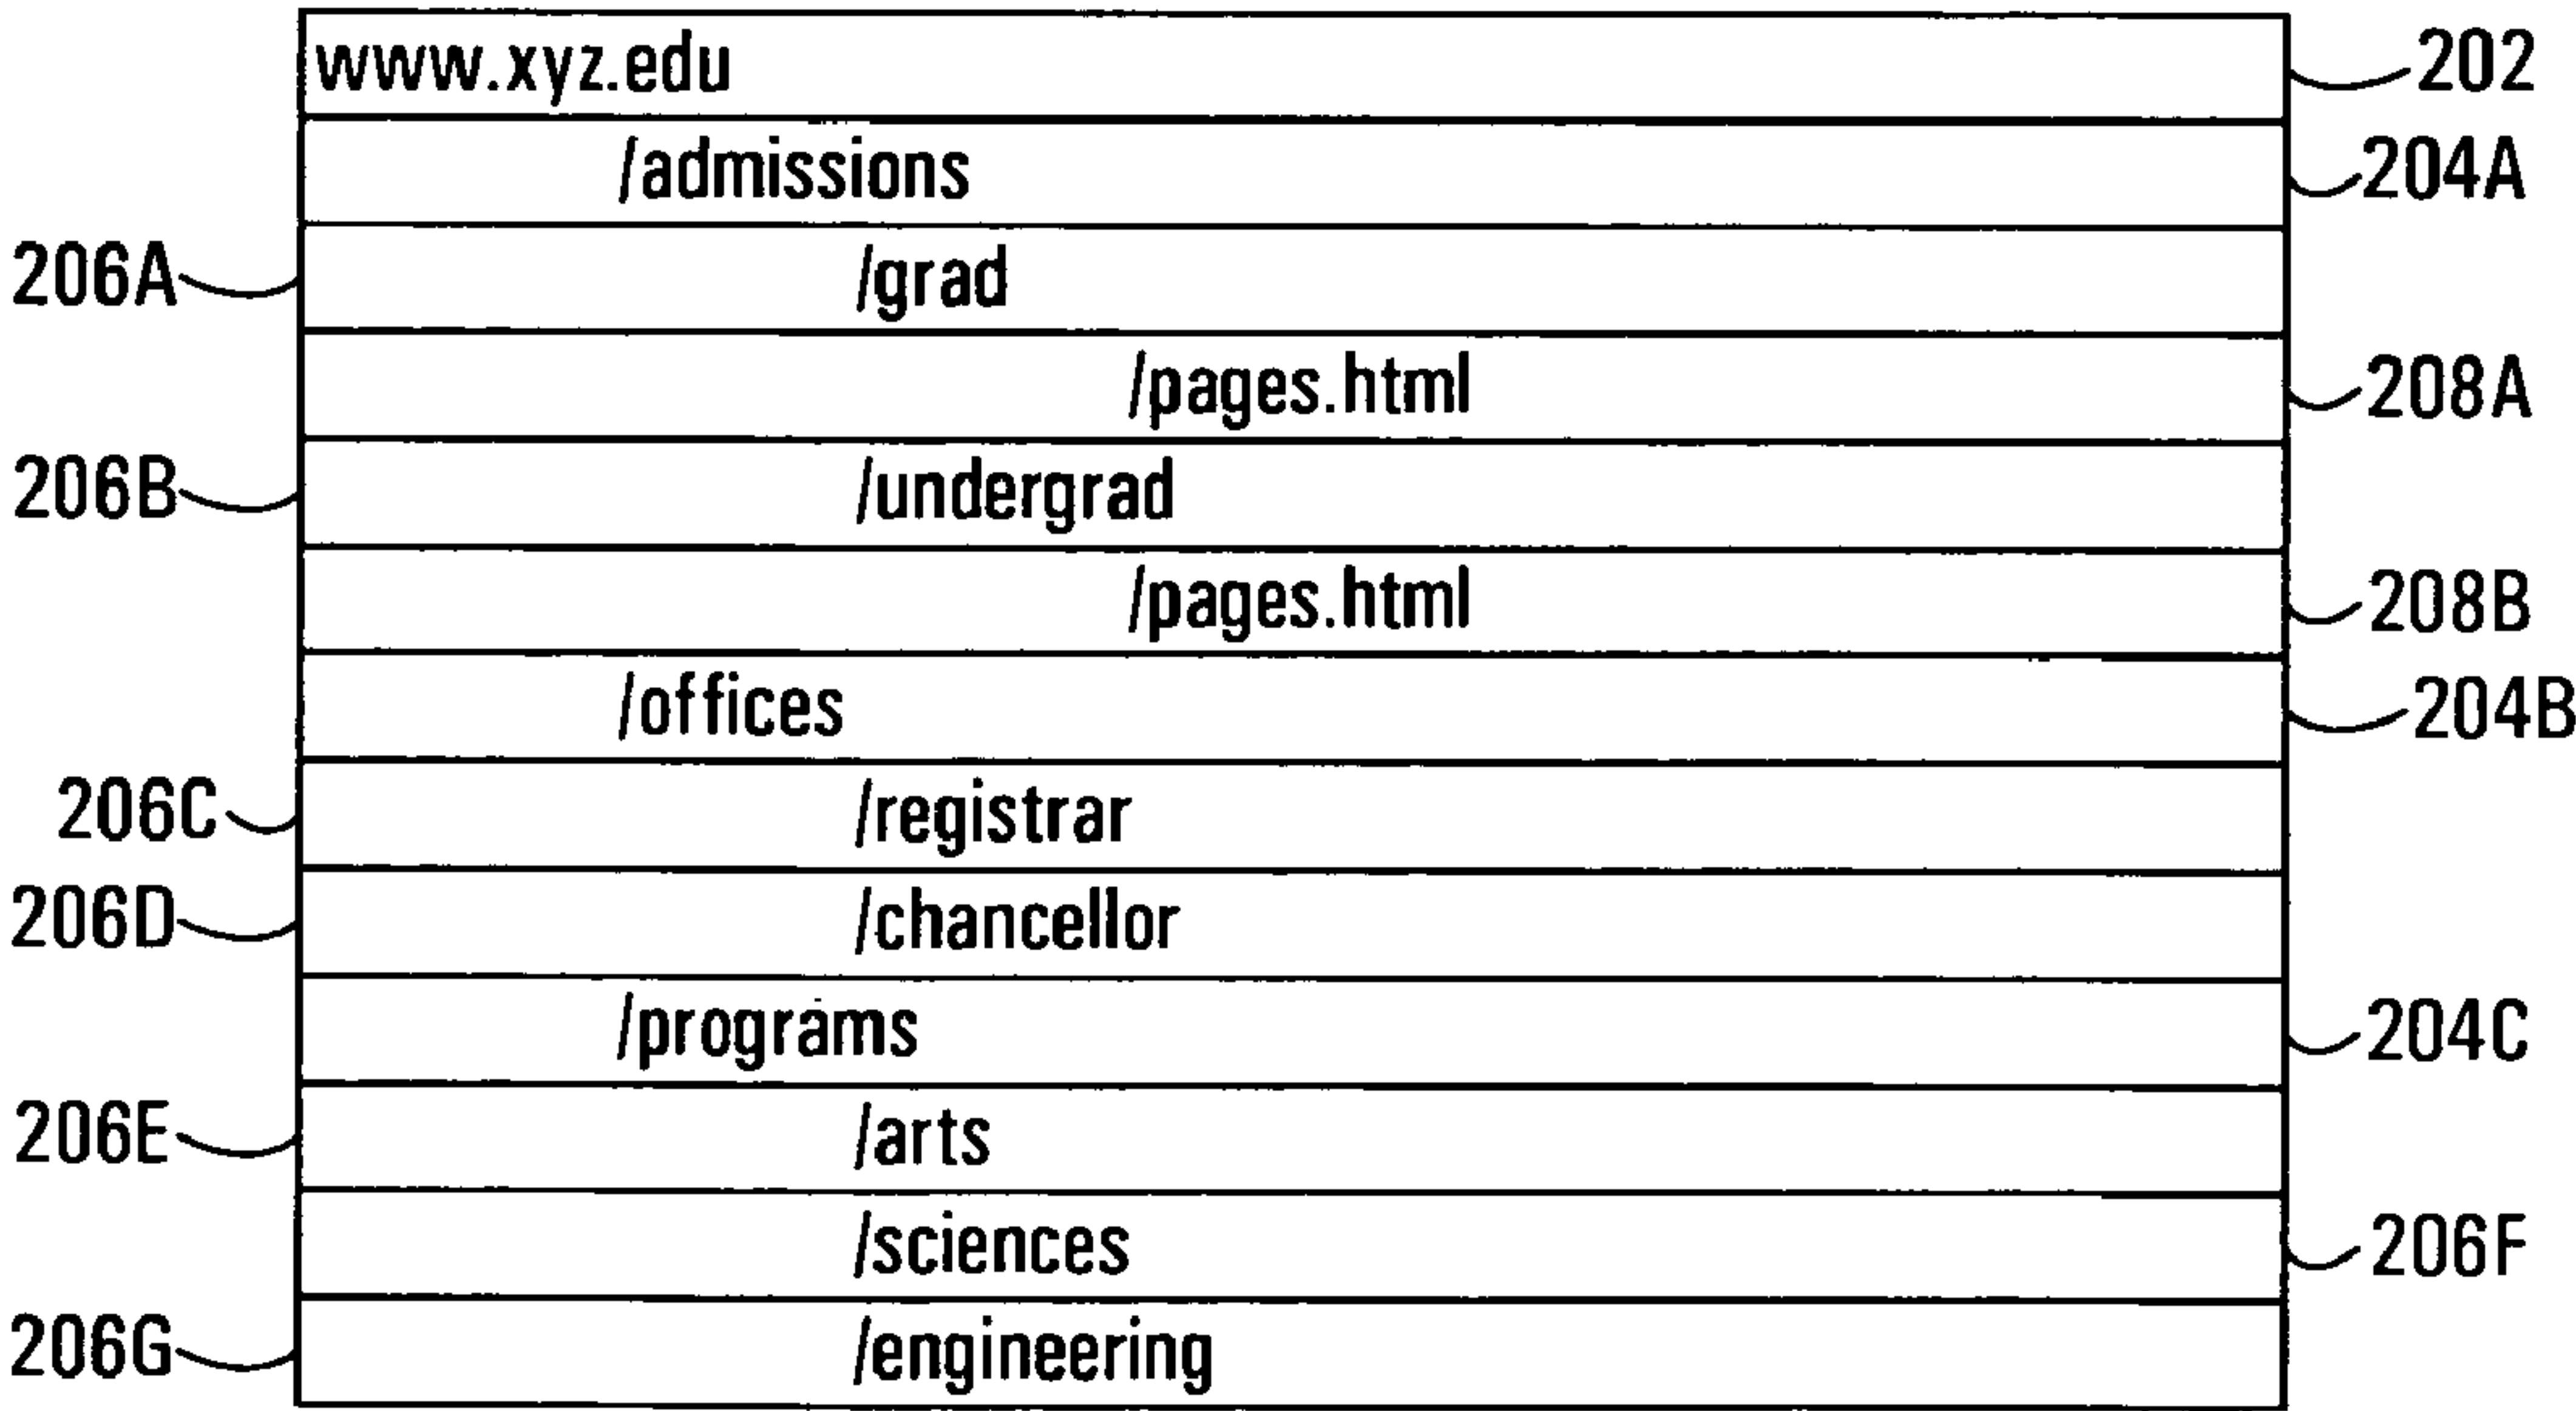 www.xyz.edu 202
/admissions 204A
206A /grad
/pages.html 208A
206B /undergrad
/pages.html 208B
/offices 204B
206C /registrar
206D /chancellor
/programs 204C
206E /arts
/sciences 206F
206G /engineering